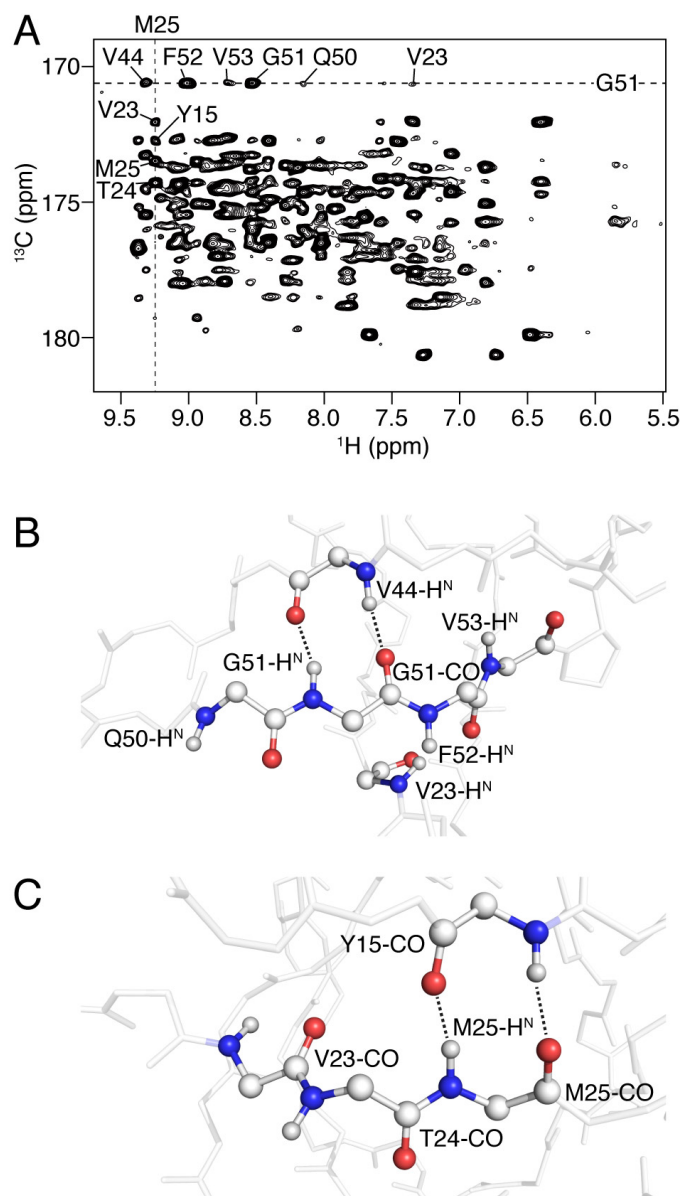 A
M25
V44 F52 V53 G51 Q50 V23
170
G51
V23
Y15
M25
T24
175
180
¹³C (ppm)
9.5 9.0 8.5 8.0 7.5 7.0 6.5 6.0 5.5
¹H (ppm)
B
V44-Hᴺ
V53-Hᴺ
G51-Hᴺ
G51-CO
Q50-Hᴺ
F52-Hᴺ
V23-Hᴺ
C
Y15-CO
M25-Hᴺ
V23-CO
M25-CO
T24-CO